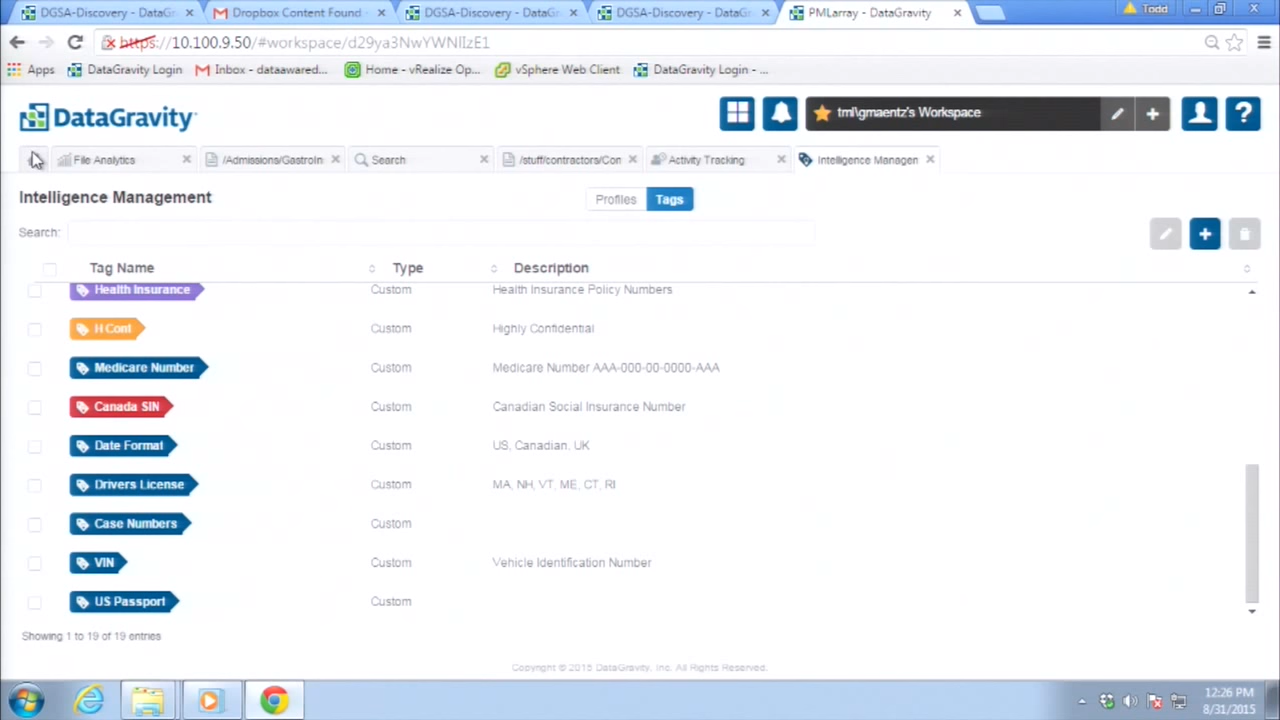 DGSA-Discovery - DataGr
Dropbox Content Found -
DGSA-Discovery - DataGr
DGSA-Discovery - DataGr
PMLarray - DataGravity
Todd
https://10.100.9.50/#workspace/d29ya3NwYWNlIzE1
Apps
DataGravity Login
Inbox - dataawared...
Home - vRealize Op...
vSphere Web Client
DataGravity Login - ...
DataGravity
tml\gmaentz's Workspace
File Analytics
/Admissions/GastroIn
Search
/stuff/contractors/Con
Activity Tracking
Intelligence Managen
Intelligence Management
Profiles
Tags
Search:
Tag Name Type Description
Health Insurance Custom Health Insurance Policy Numbers
H Conf Custom Highly Confidential
Medicare Number Custom Medicare Number AAA-000-00-0000-AAA
Canada SIN Custom Canadian Social Insurance Number
Date Format Custom US, Canadian, UK
Drivers License Custom MA, NH, VT, ME, CT, RI
Case Numbers Custom
VIN Custom Vehicle Identification Number
US Passport Custom
Showing 1 to 19 of 19 entries
Copyright © 2015 DataGravity, Inc. All Rights Reserved.
12:26 PM
8/31/2015